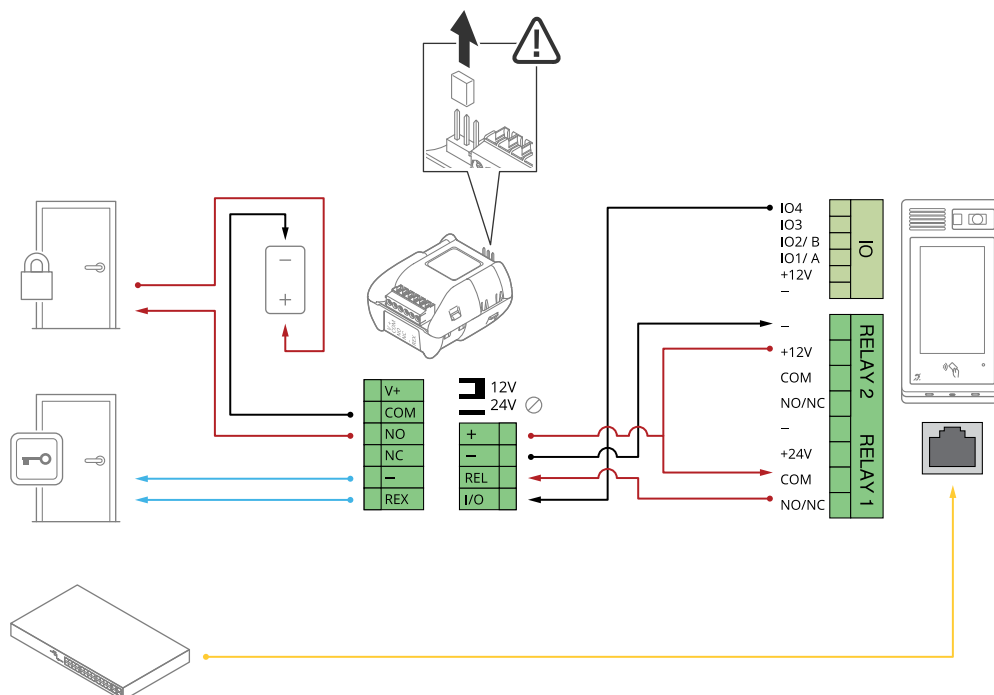 IO4
IO3
IO2/ B
IO1/ A
+12V
–
IO
–
+12V
COM
NO/NC
–
+24V
COM
NO/NC
RELAY 2
RELAY 1
–
+
V+
COM
NO
NC
–
REX
12V
24V
+
–
REL
I/O